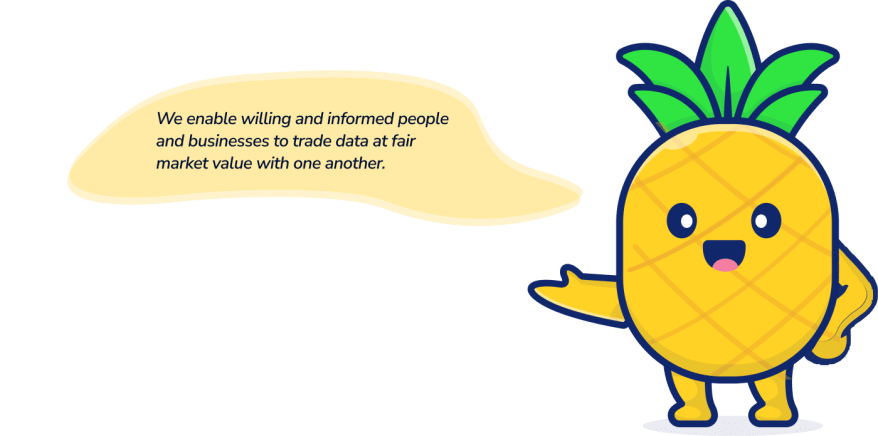 We enable willing and informed people
and businesses to trade data at fair
market value with one another.